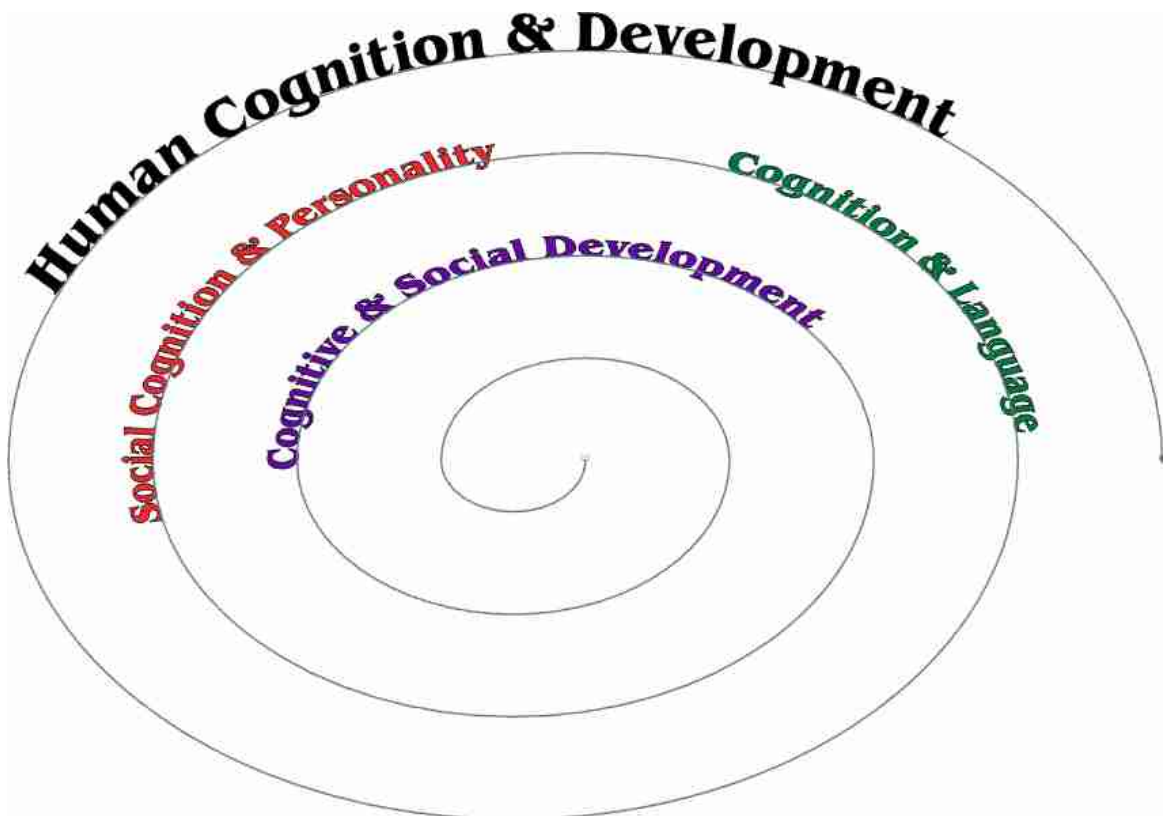 Human Cognition & Development
Social Cognition & Personality
Cognition & Language
Cognitive & Social Development